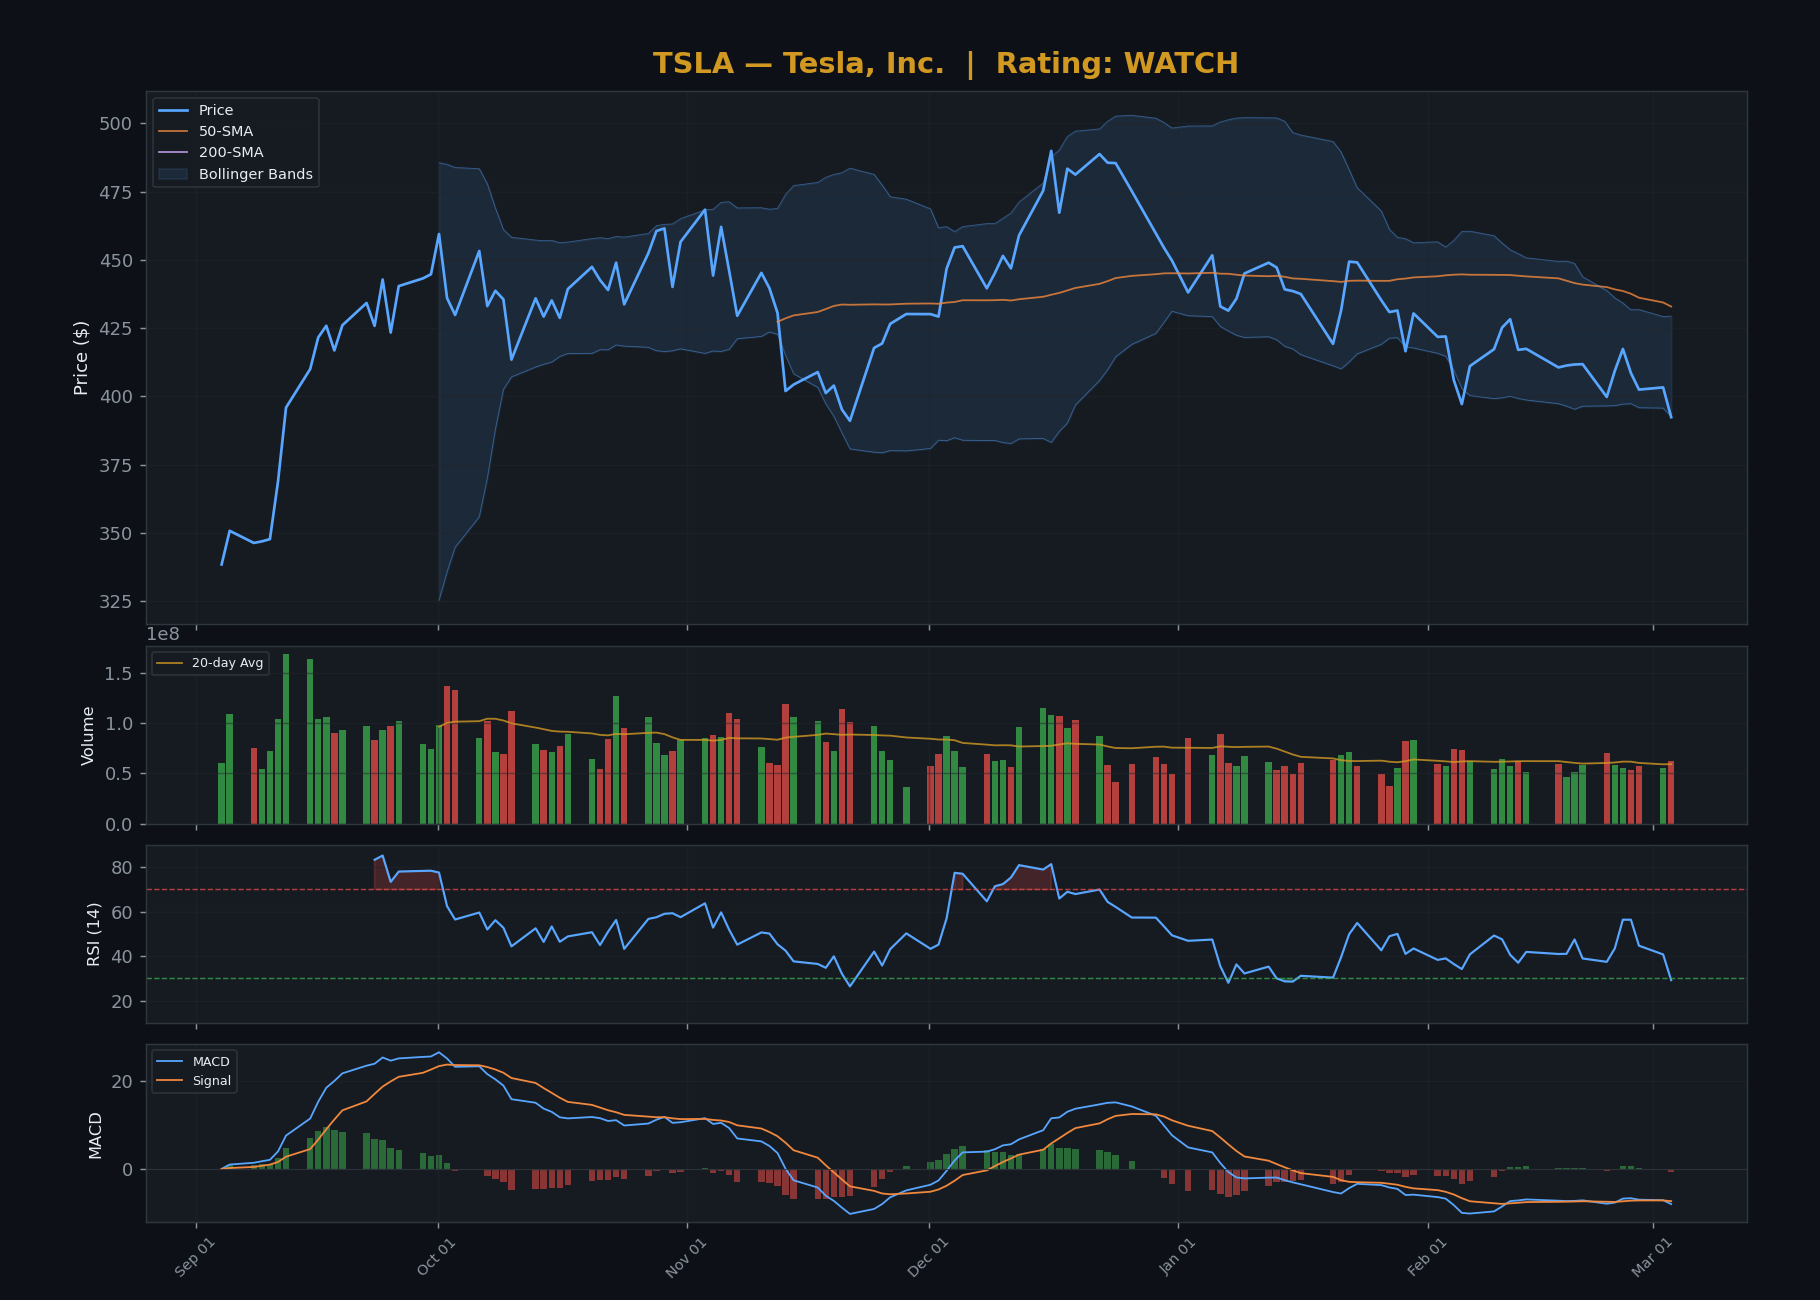 TSLA — Tesla, Inc. | Rating: WATCH
Price
50-SMA
200-SMA
Bollinger Bands
500
475
450
425
400
375
350
325
Price ($)
1e8
20-day Avg
1.5
1.0
0.5
0.0
Volume
80
60
40
20
RSI (14)
MACD
Signal
20
0
MACD
Sep 01
Oct 01
Nov 01
Dec 01
Jan 01
Feb 01
Mar 01